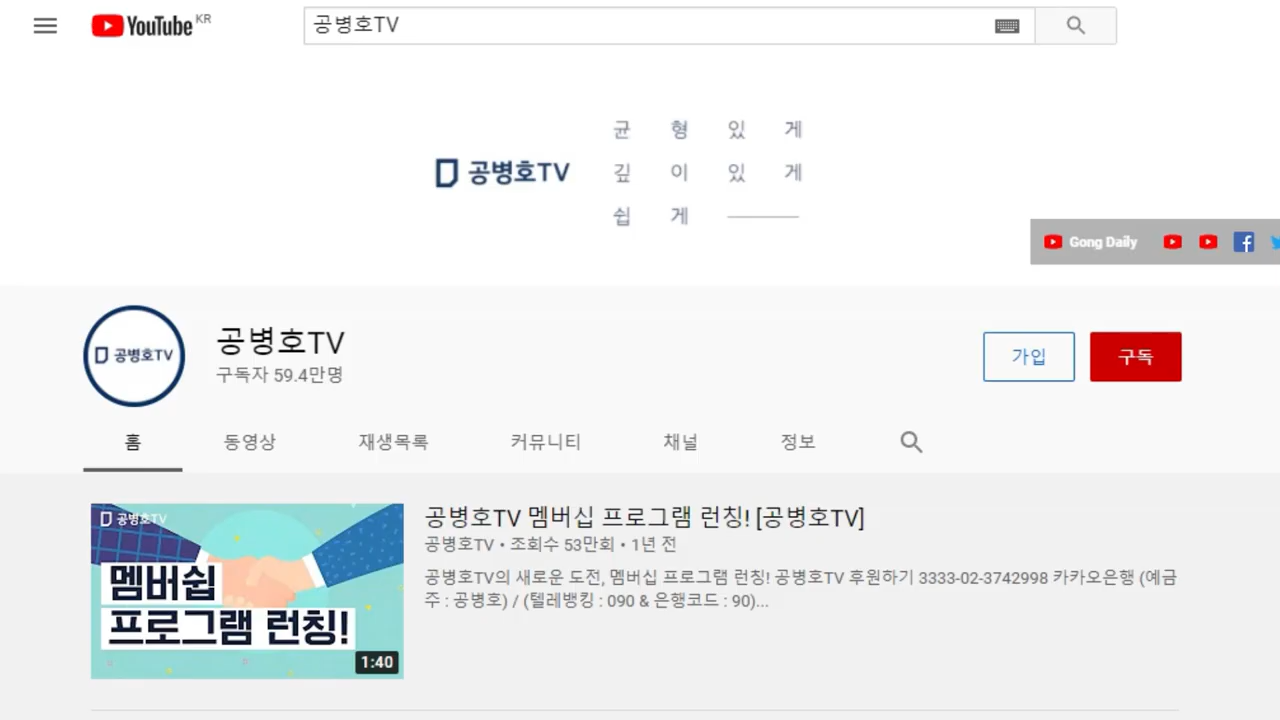 YouTube KR
공병호TV
균형있게
공병호TV
깊이있게
쉽게
Gong Daily
공병호TV
공병호TV
구독자 59.4만명
가입
구독
홈
동영상
재생목록
커뮤니티
채널
정보
공병호TV
멤버쉽
프로그램 런칭!
1:40
공병호TV 멤버십 프로그램 런칭! [공병호TV]
공병호TV • 조회수 53만회 • 1년 전
공병호TV의 새로운 도전, 멤버십 프로그램 런칭! 공병호TV 후원하기 3333-02-3742998 카카오은행 (예금
주 : 공병호) / (텔레뱅킹 : 090 & 은행코드 : 90)...